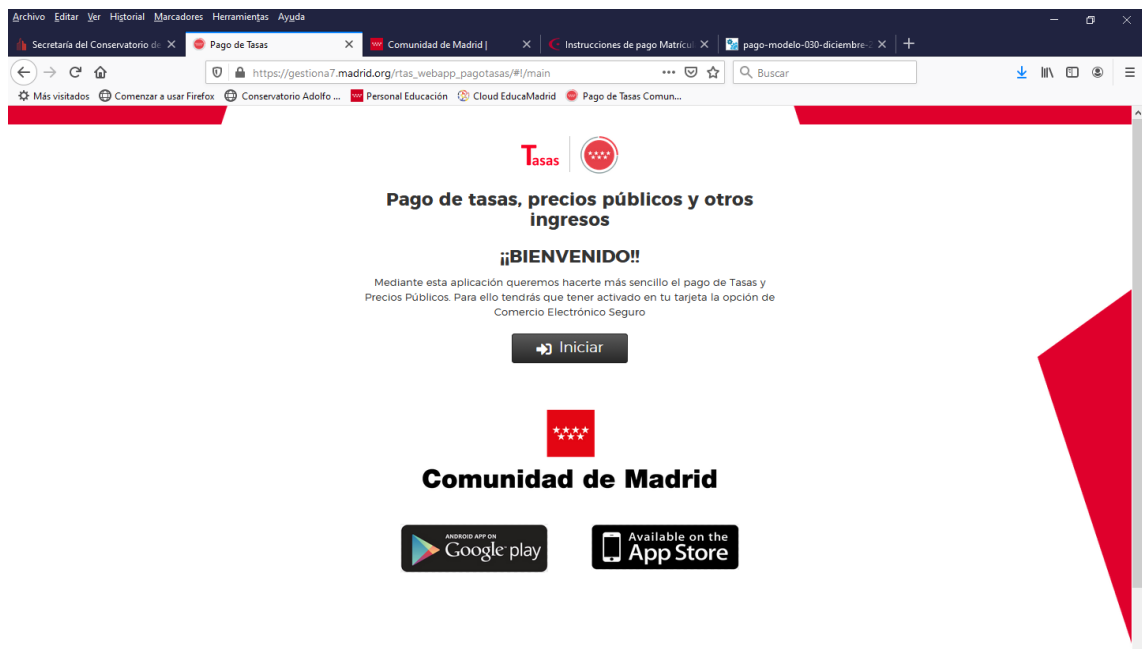 Archivo Editar Ver Historial Marcadores Herramientas Ayuda
Secretaría del Conservatorio de
Pago de Tasas
Comunidad de Madrid |
Instrucciones de pago Matrícul
pago-modelo-030-diciembre-2
https://gestiona7.madrid.org/rtas_webapp_pagotasas/#!/main
Buscar
Más visitados Comenzar a usar Firefox Conservatorio Adolfo ... Personal Educación Cloud EducaMadrid Pago de Tasas Comun...
Tasas
Pago de tasas, precios públicos y otros
ingresos
¡¡BIENVENIDO!!
Mediante esta aplicación queremos hacerte más sencillo el pago de Tasas y
Precios Públicos. Para ello tendrás que tener activado en tu tarjeta la opción de
Comercio Electrónico Seguro
Iniciar
Comunidad de Madrid
ANDROID APP ON
Google play
Available on the
App Store